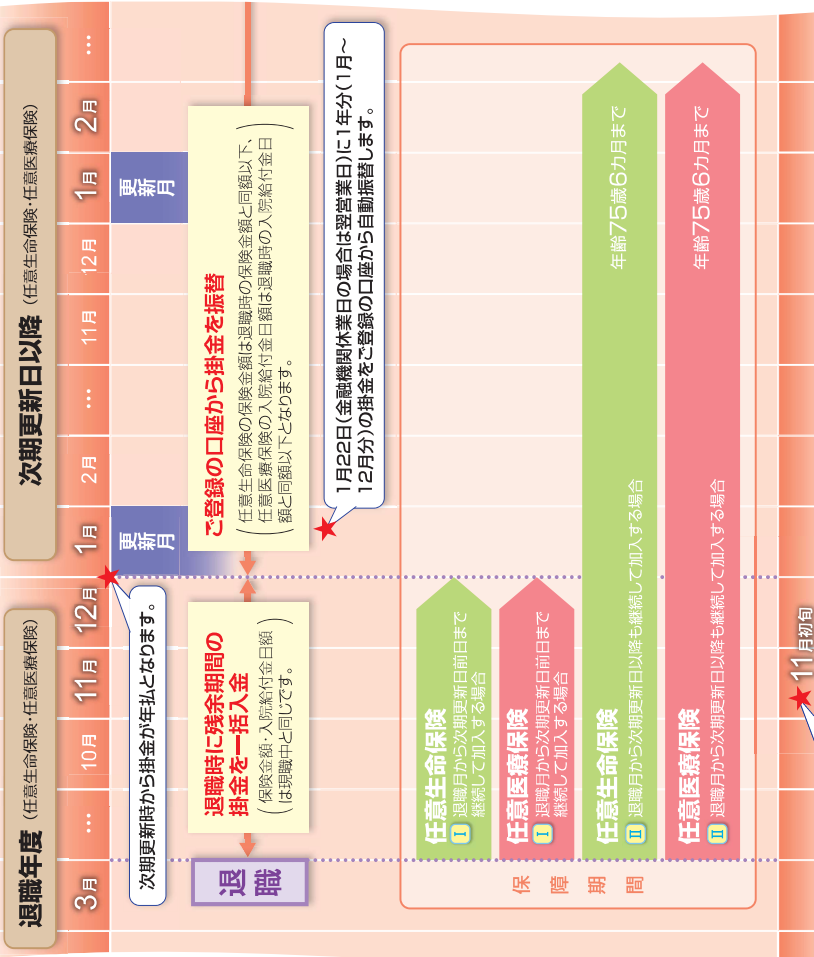 退職年度（任意生命保険・任意医療保険）
次期更新日以降（任意生命保険・任意医療保険）
3月
…
10月
11月
12月
1月
2月
…
11月
12月
1月
2月
…
次期更新時から掛金が年払となります。
更新月
更新月
退職
退職時に残余期間の
掛金を一括入金
（保険金額・入院給付金日額
は現職中と同じです。）
ご登録の口座から掛金を振替
（任意生命保険の保険金額は退職時の保険金額と同額以下、
任意医療保険の入院給付金日額は退職時の入院給付金日
額と同額以下となります。）
1月22日（金融機関休業日の場合は翌営業日）に1年分（1月～
12月分）の掛金をご登録の口座から自動振替します。
保障期間
任意生命保険
Ⅰ 退職月から次期更新日前日まで
継続して加入する場合
任意医療保険
Ⅰ 退職月から次期更新日前日まで
継続して加入する場合
任意生命保険
Ⅱ 退職月から次期更新日以降も継続して加入する場合
年齢75歳6カ月まで
任意医療保険
Ⅱ 退職月から次期更新日以降も継続して加入する場合
年齢75歳6カ月まで
11月初旬